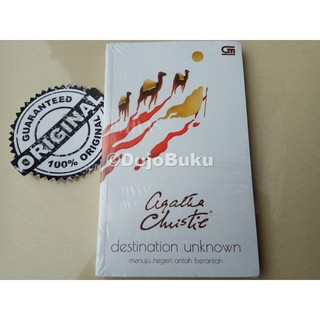 GM
GUARANTEED
ORIGINAL
100% ORIGINAL
©DojoBuku
Agatha
Christie
destination unknown
menuju negeri antah berantah